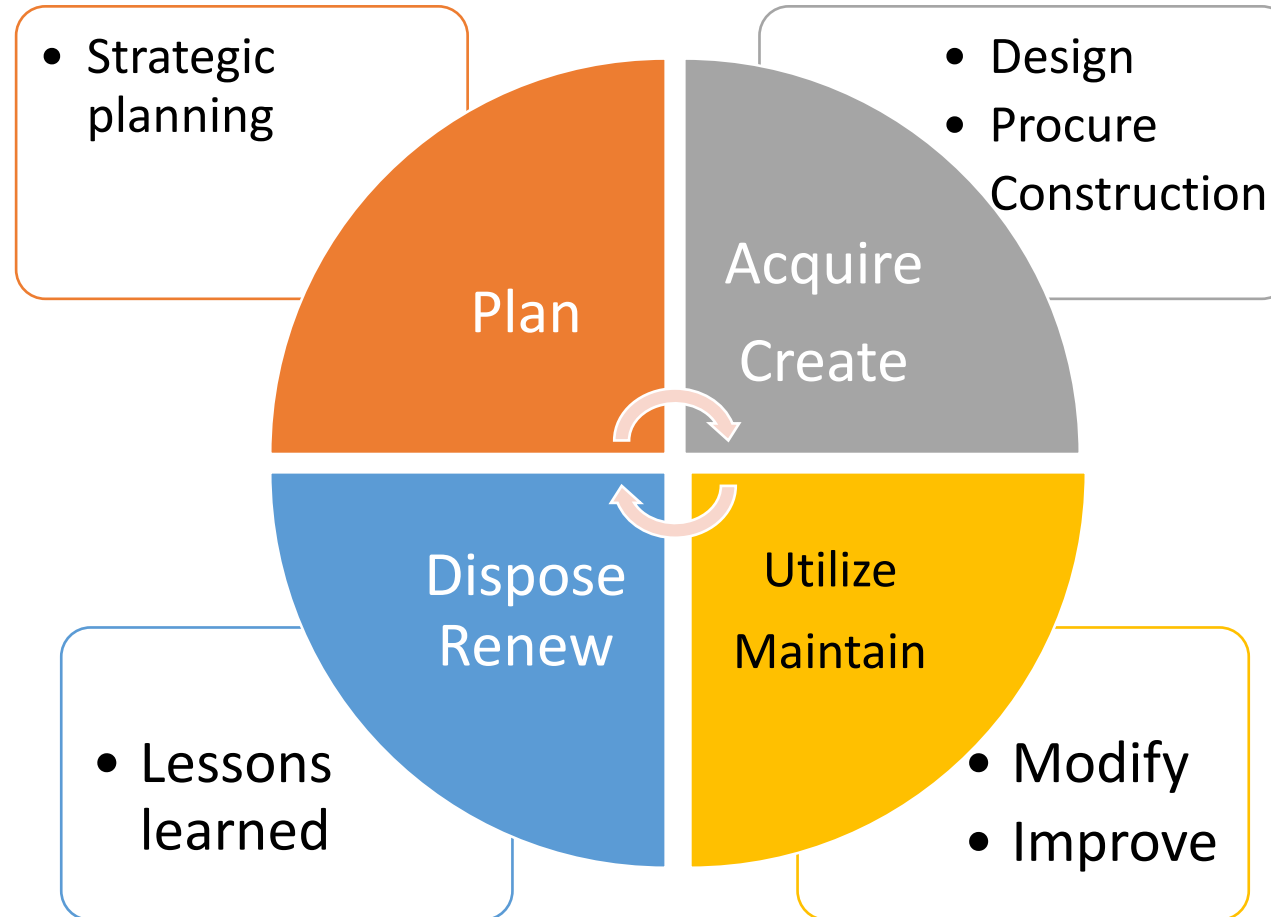 • Strategic
planning
• Design
• Procure
Construction
Plan
Acquire
Create
Dispose
Renew
Utilize
Maintain
• Lessons
learned
• Modify
• Improve